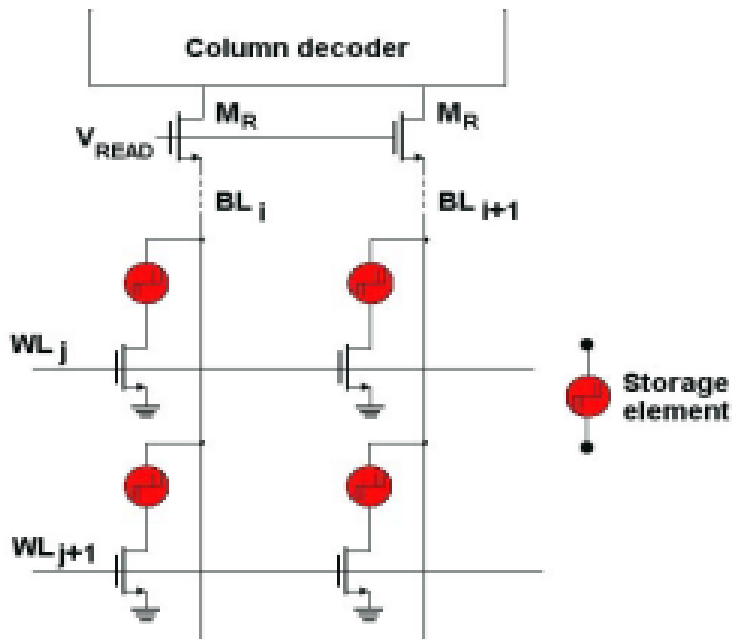 Column decoder
M_R M_R
V_READ
BL_i BL_i+1
WL_j
Storage
element
WL_j+1